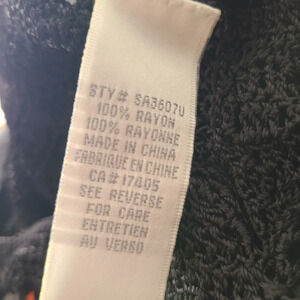 STY# SA3607U
100% RAYON
100% RAYONNE
MADE IN CHINA
FABRIQUE EN CHINE
CA# 17405
SEE REVERSE
FOR CARE
ENTRETIEN
AU VERSO